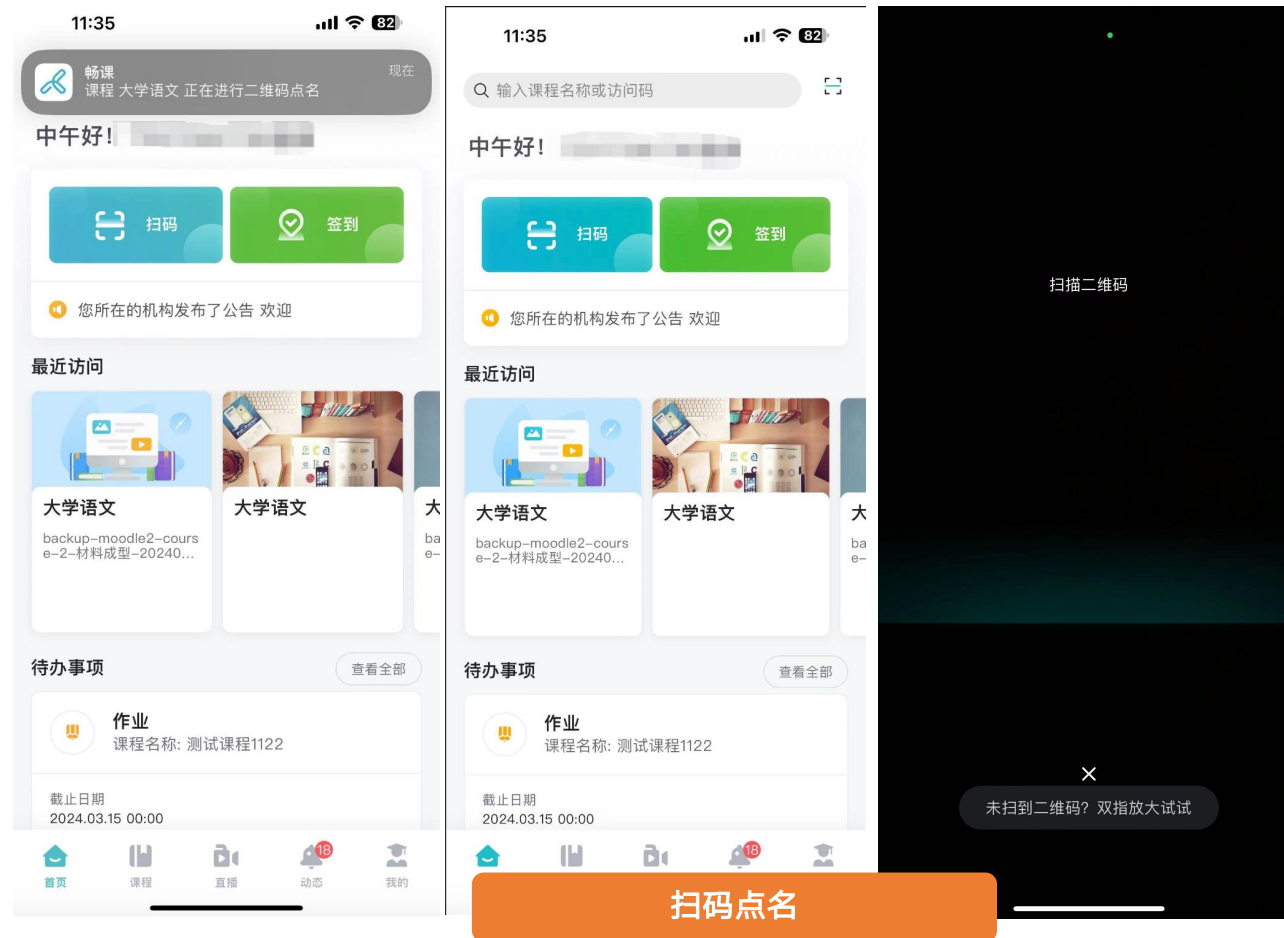 11:35
82
畅课
现在
课程 大学语文 正在进行二维码点名
中午好!
扫码
签到
您所在的机构发布了公告 欢迎
最近访问
大学语文
backup-moodle2-cours
e-2-材料成型-20240...
大学语文
大
ba
e-
待办事项
查看全部
作业
课程名称: 测试课程1122
截止日期
2024.03.15 00:00
18
首页
课程
直播
动态
我的
11:35
82
输入课程名称或访问码
中午好!
扫码
签到
您所在的机构发布了公告 欢迎
最近访问
大学语文
backup-moodle2-cours
e-2-材料成型-20240...
大学语文
大
ba
e-
待办事项
查看全部
作业
课程名称: 测试课程1122
截止日期
2024.03.15 00:00
18
扫描二维码
未扫到二维码? 双指放大试试
扫码点名